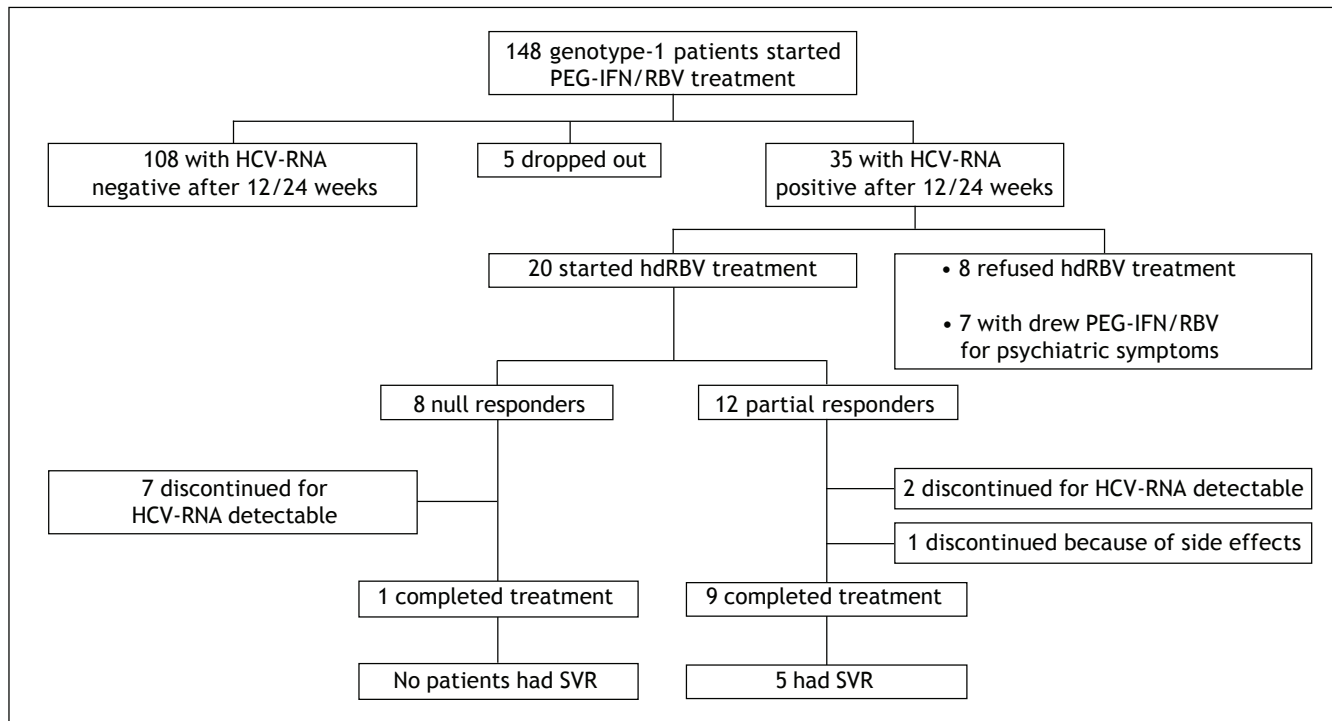 148 genotype-1 patients started
PEG-IFN/RBV treatment
108 with HCV-RNA
negative after 12/24 weeks
5 dropped out
35 with HCV-RNA
positive after 12/24 weeks
20 started hdRBV treatment
• 8 refused hdRBV treatment
• 7 with drew PEG-IFN/RBV
for psychiatric symptoms
8 null responders
12 partial responders
7 discontinued for
HCV-RNA detectable
2 discontinued for HCV-RNA detectable
1 discontinued because of side effects
1 completed treatment
9 completed treatment
No patients had SVR
5 had SVR